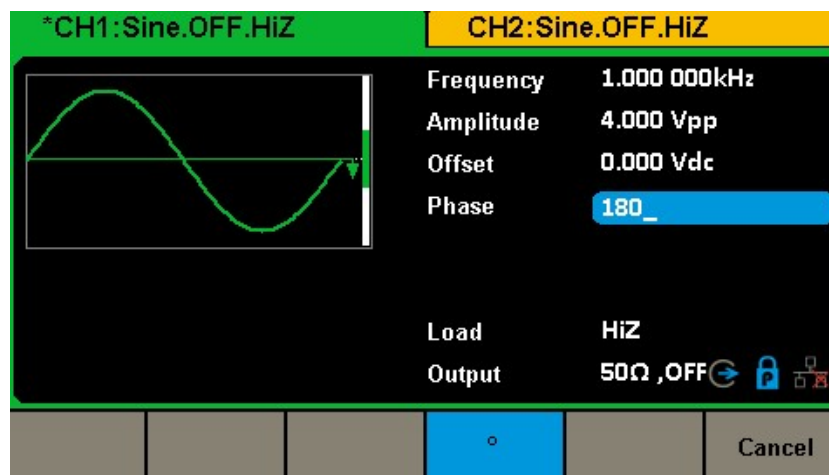 *CH1:Sine.OFF.HiZ
CH2:Sine.OFF.HiZ
Frequency 1.000 000kHz
Amplitude 4.000 Vpp
Offset 0.000 Vdc
Phase 180_
Load HiZ
Output 50Ω ,OFF
P
°
Cancel